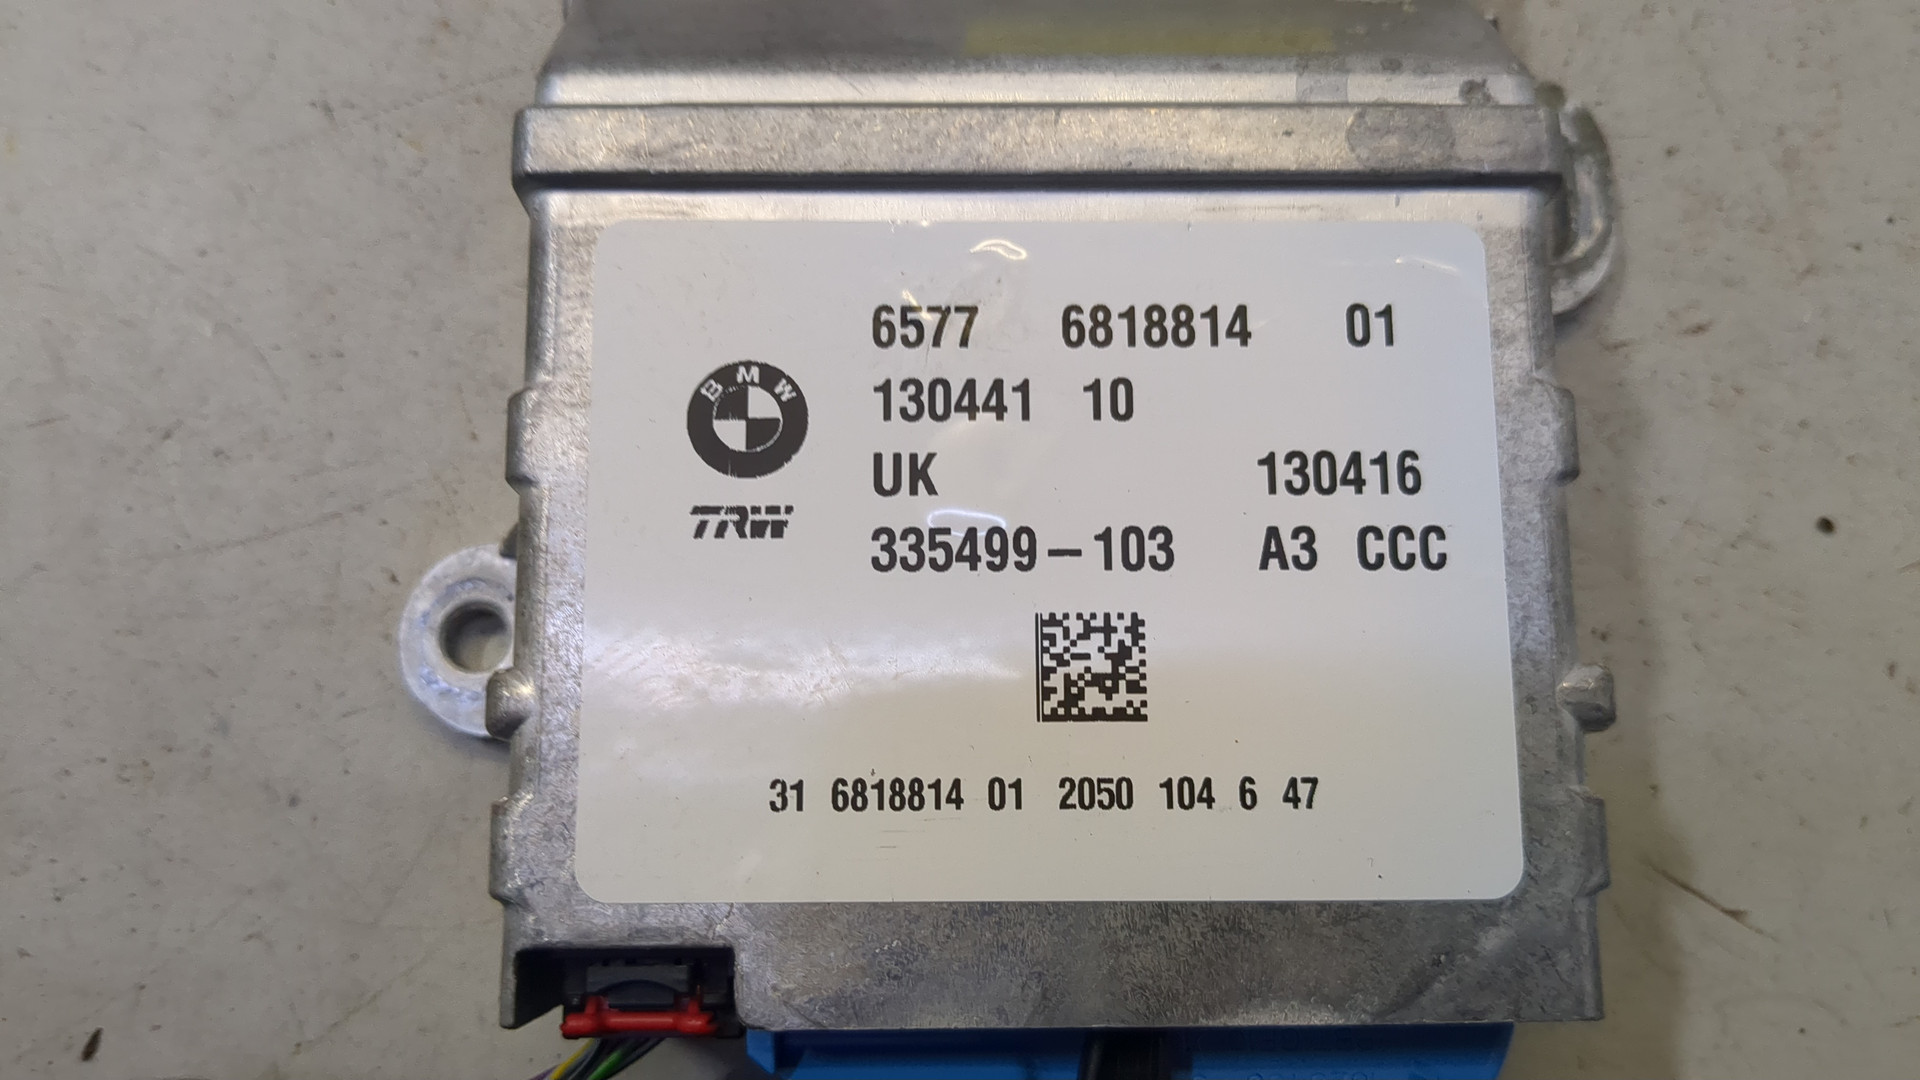 6577 6818814 01
BMW
130441 10
UK 130416
TRW
335499-103 A3 CCC
31 6818814 01 2050 104 6 47